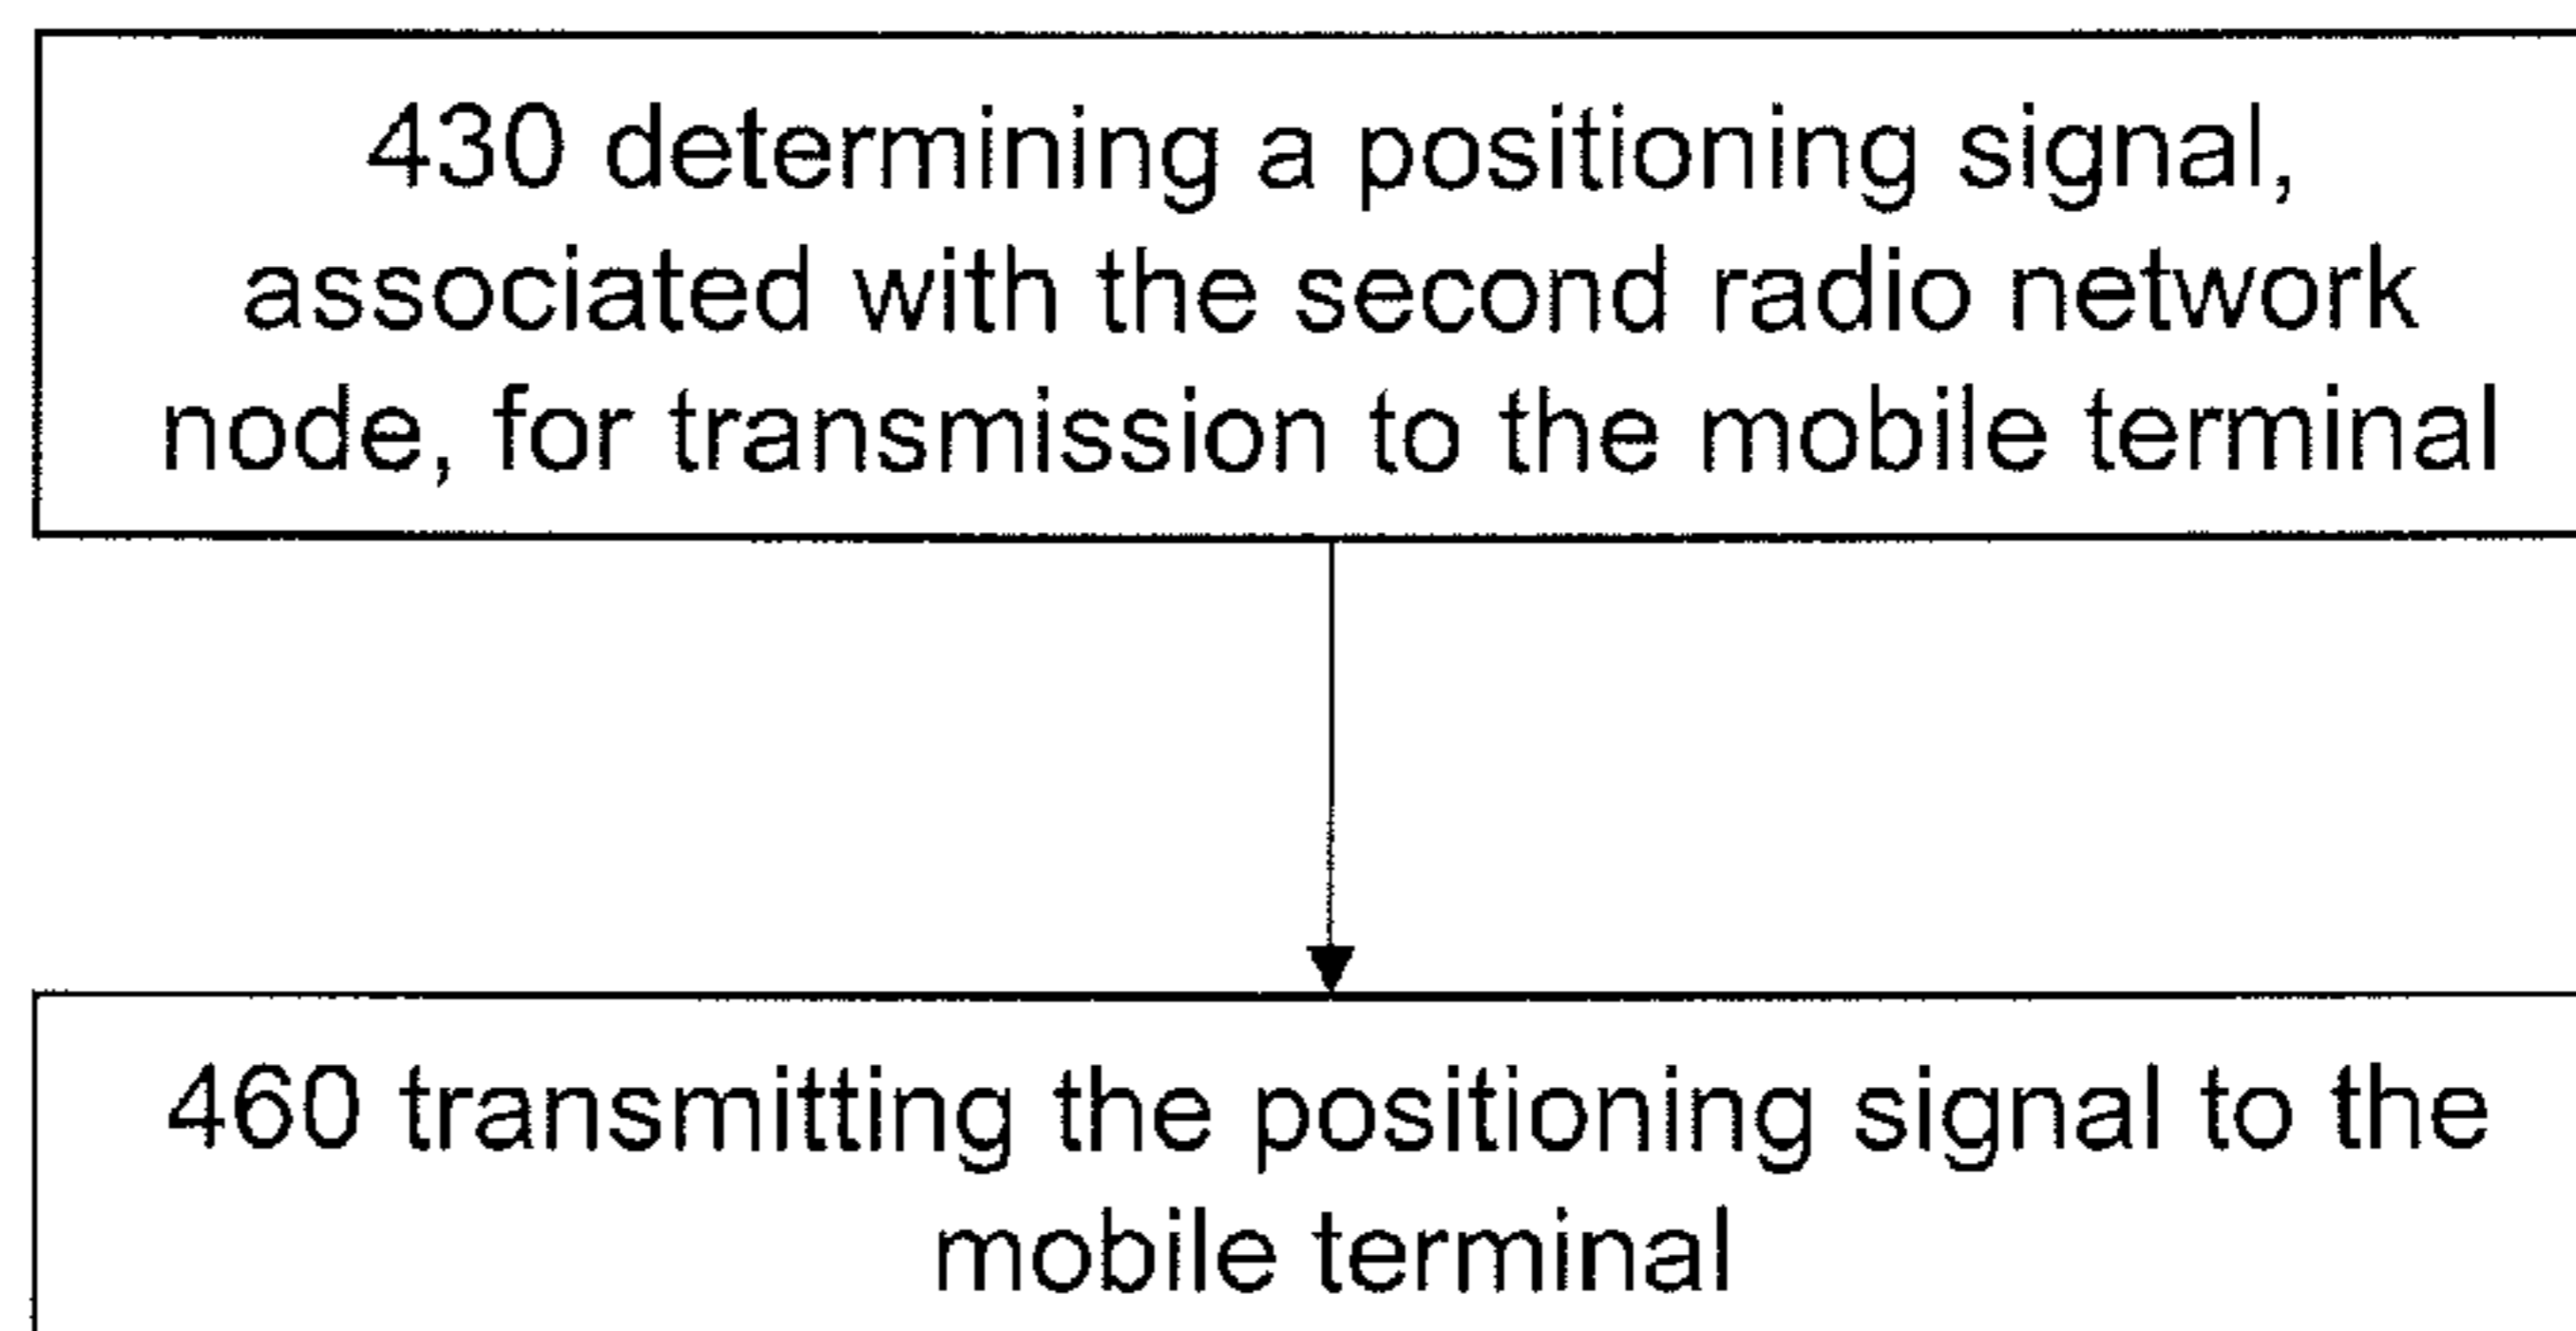 430 determining a positioning signal,
associated with the second radio network
node, for transmission to the mobile terminal
460 transmitting the positioning signal to the
mobile terminal